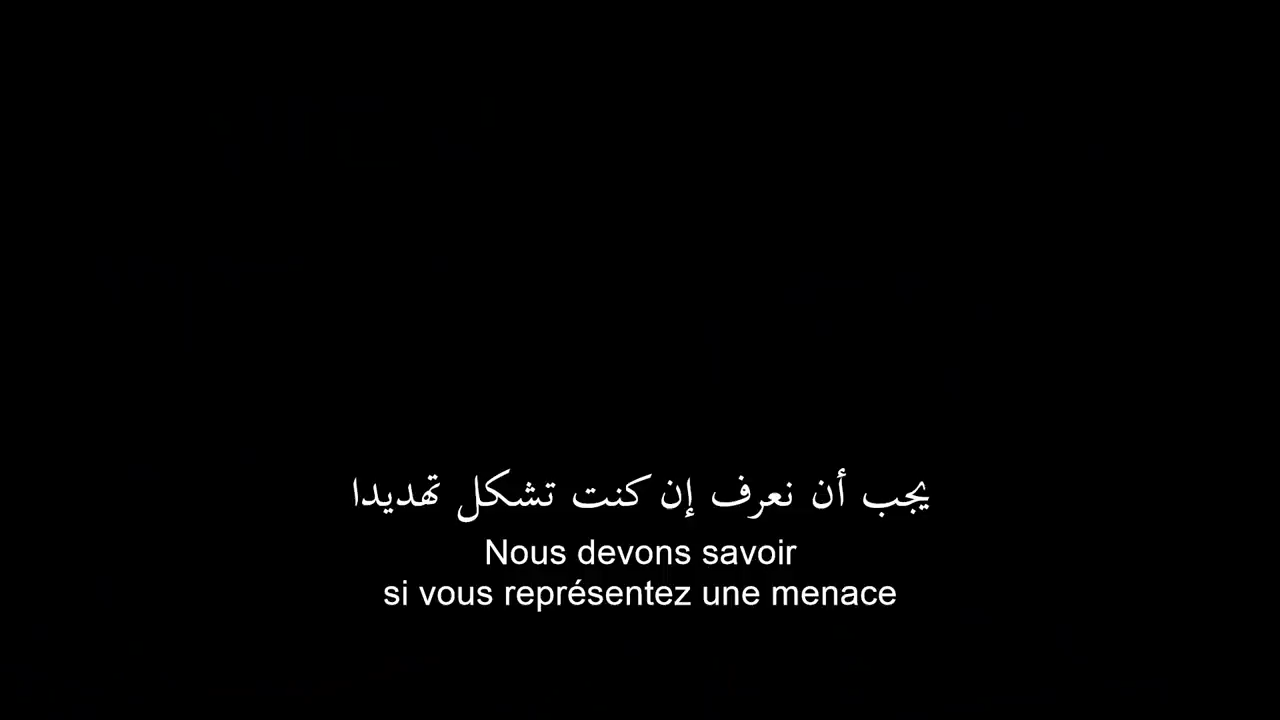 يجب أن نعرف إن كنت تشكل تهديدا
Nous devons savoir
si vous représentez une menace